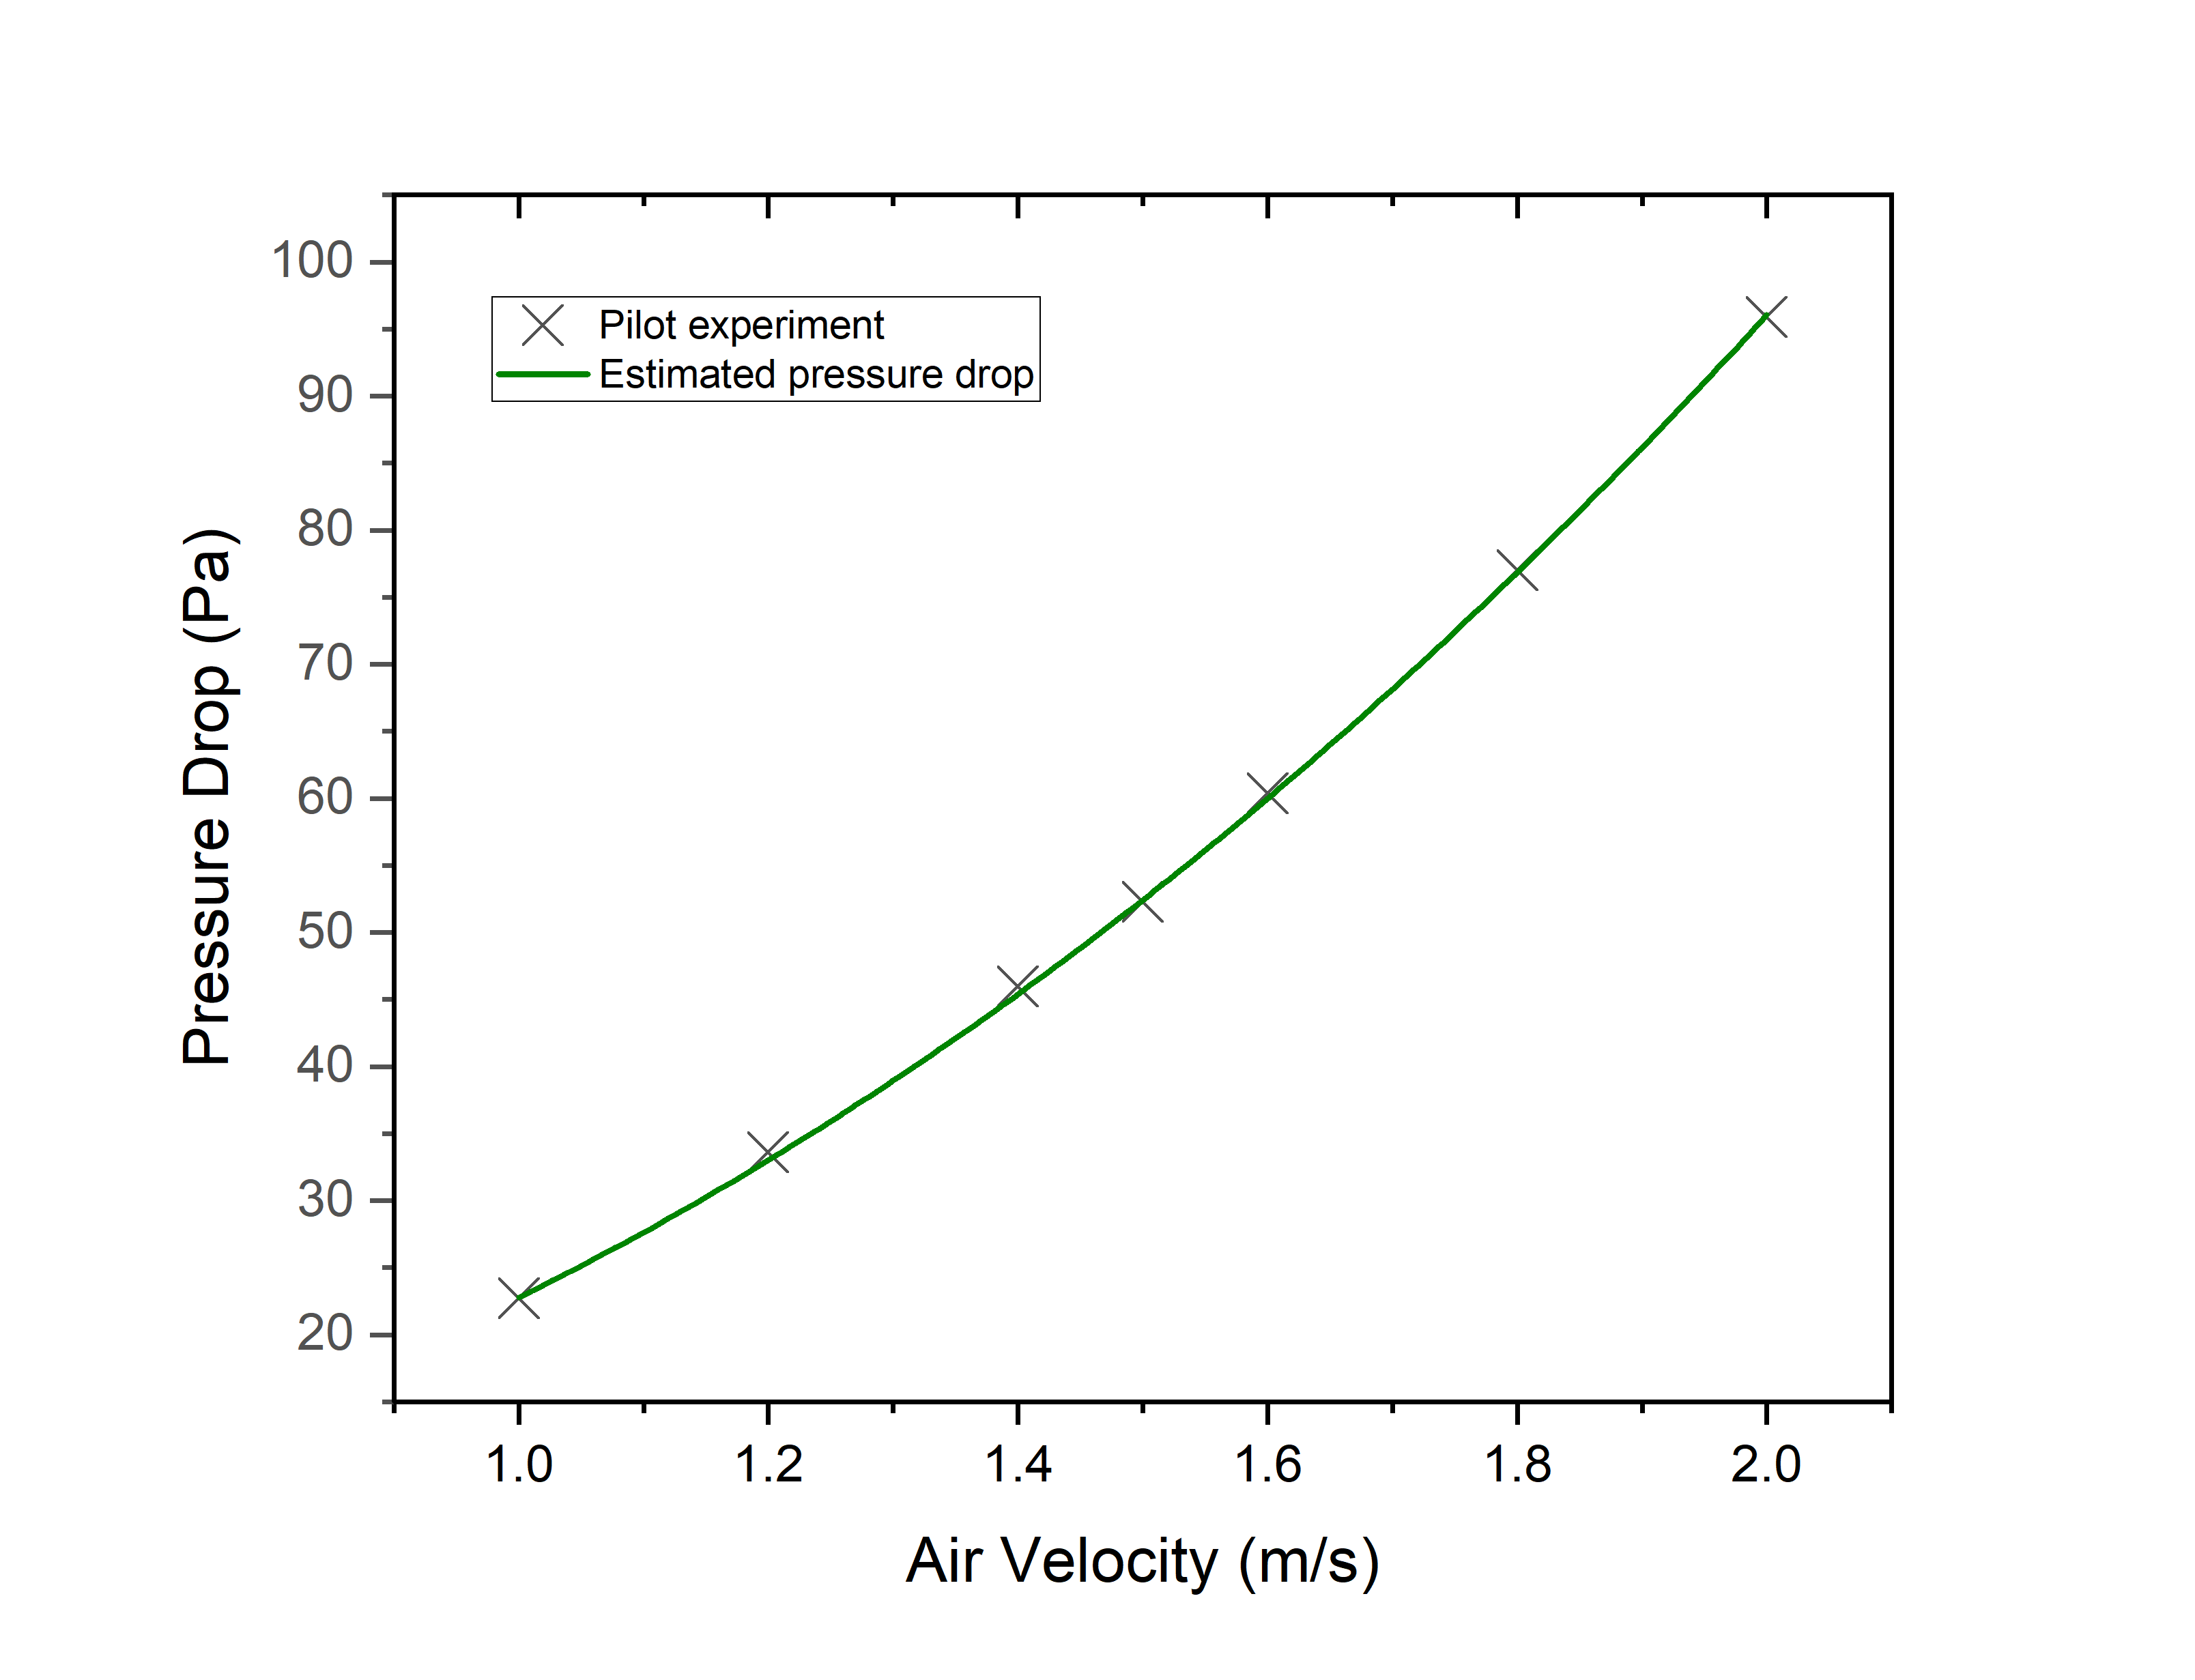 100
90
80
70
60
50
40
30
20
Pressure Drop (Pa)
Pilot experiment
Estimated pressure drop
1.0 1.2 1.4 1.6 1.8 2.0
Air Velocity (m/s)